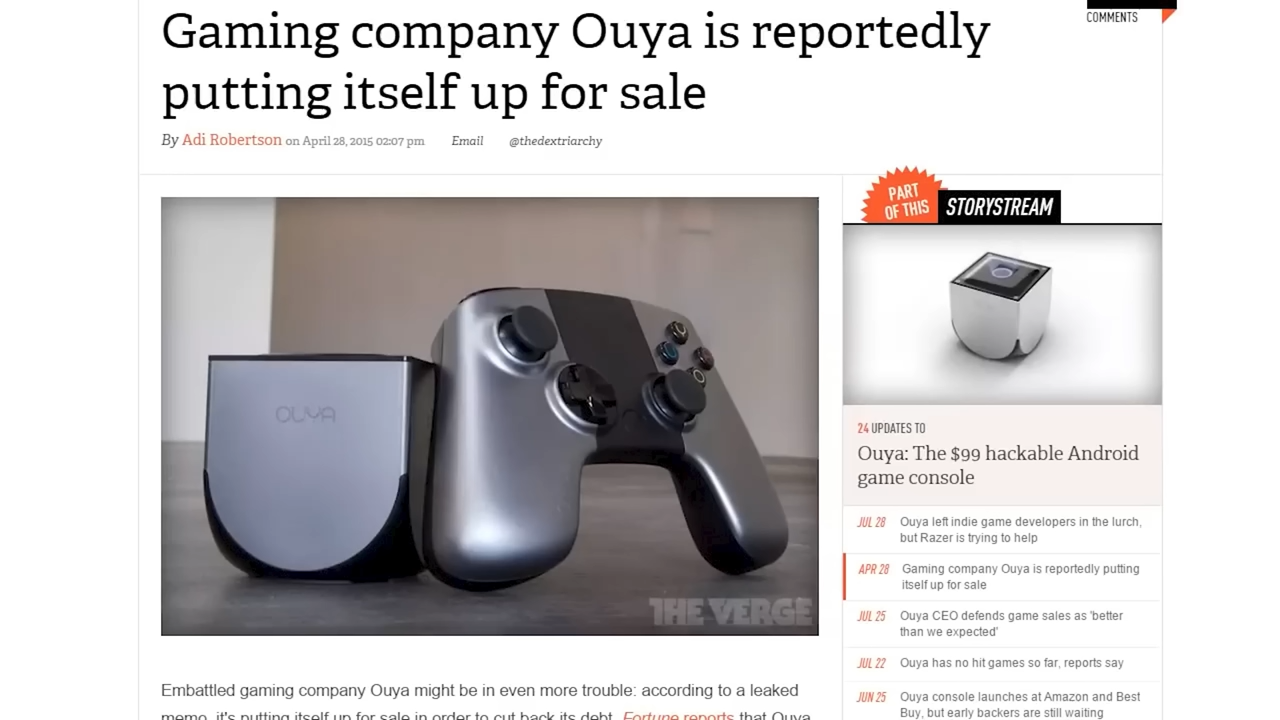 COMMENTS
Gaming company Ouya is reportedly
putting itself up for sale
By Adi Robertson on April 28, 2015 02:07 pm Email @thedextriarchy
PART
OF THIS
STORYSTREAM
OUYA
THE VERGE
Embattled gaming company Ouya might be in even more trouble: according to a leaked
memo, it's putting itself up for sale in order to cut back its debt. Fortune reports that Ouya
24 UPDATES TO
Ouya: The $99 hackable Android
game console
JUL 28 Ouya left indie game developers in the lurch,
but Razer is trying to help
APR 28 Gaming company Ouya is reportedly putting
itself up for sale
JUL 25 Ouya CEO defends game sales as 'better
than we expected'
JUL 22 Ouya has no hit games so far, reports say
JUN 25 Ouya console launches at Amazon and Best
Buy, but early backers are still waiting